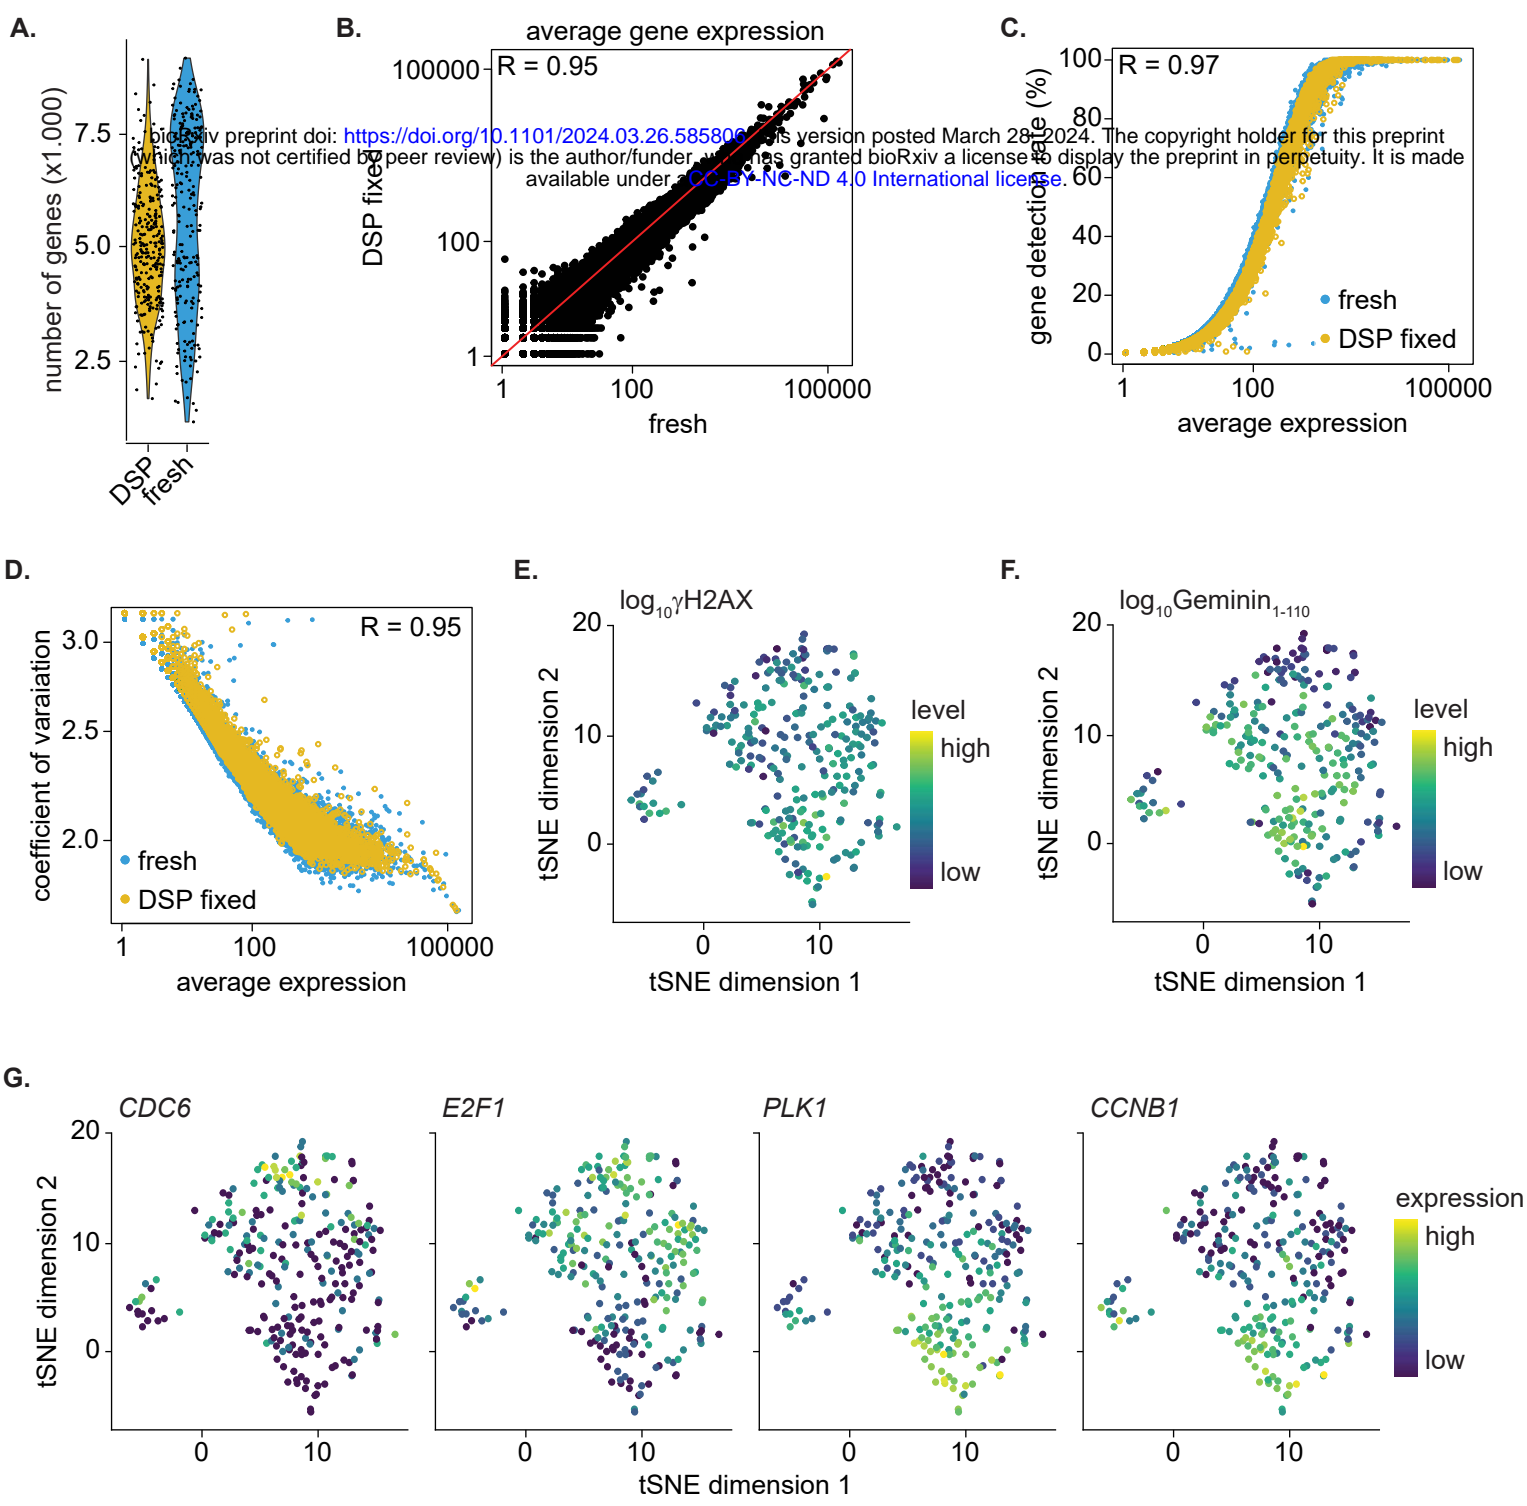 A.
number of genes (x1.000)
7.5
5.0
2.5
DSP
fresh
B.
average gene expression
R = 0.95
DSP fixed
100000
100
1
1
100
100000
fresh
C.
R = 0.97
gene detection rate (%)
100
80
60
40
20
0
fresh
DSP fixed
1
100
100000
average expression
bioRxiv preprint doi: https://doi.org/10.1101/2024.03.26.585806 this version posted March 28, 2024. The copyright holder for this preprint
(which was not certified by peer review) is the author/funder, who has granted bioRxiv a license to display the preprint in perpetuity. It is made
available under a CC-BY-NC-ND 4.0 International license.
D.
R = 0.95
coefficient of varaiation
3.0
2.5
2.0
fresh
DSP fixed
1
100
100000
average expression
E.
log10γH2AX
tSNE dimension 2
20
10
0
level
high
low
0
10
tSNE dimension 1
F.
log10Geminin1-110
tSNE dimension 2
20
10
0
level
high
low
0
10
tSNE dimension 1
G.
CDC6
E2F1
PLK1
CCNB1
tSNE dimension 2
20
10
0
expression
high
low
0
10
0
10
0
10
0
10
tSNE dimension 1